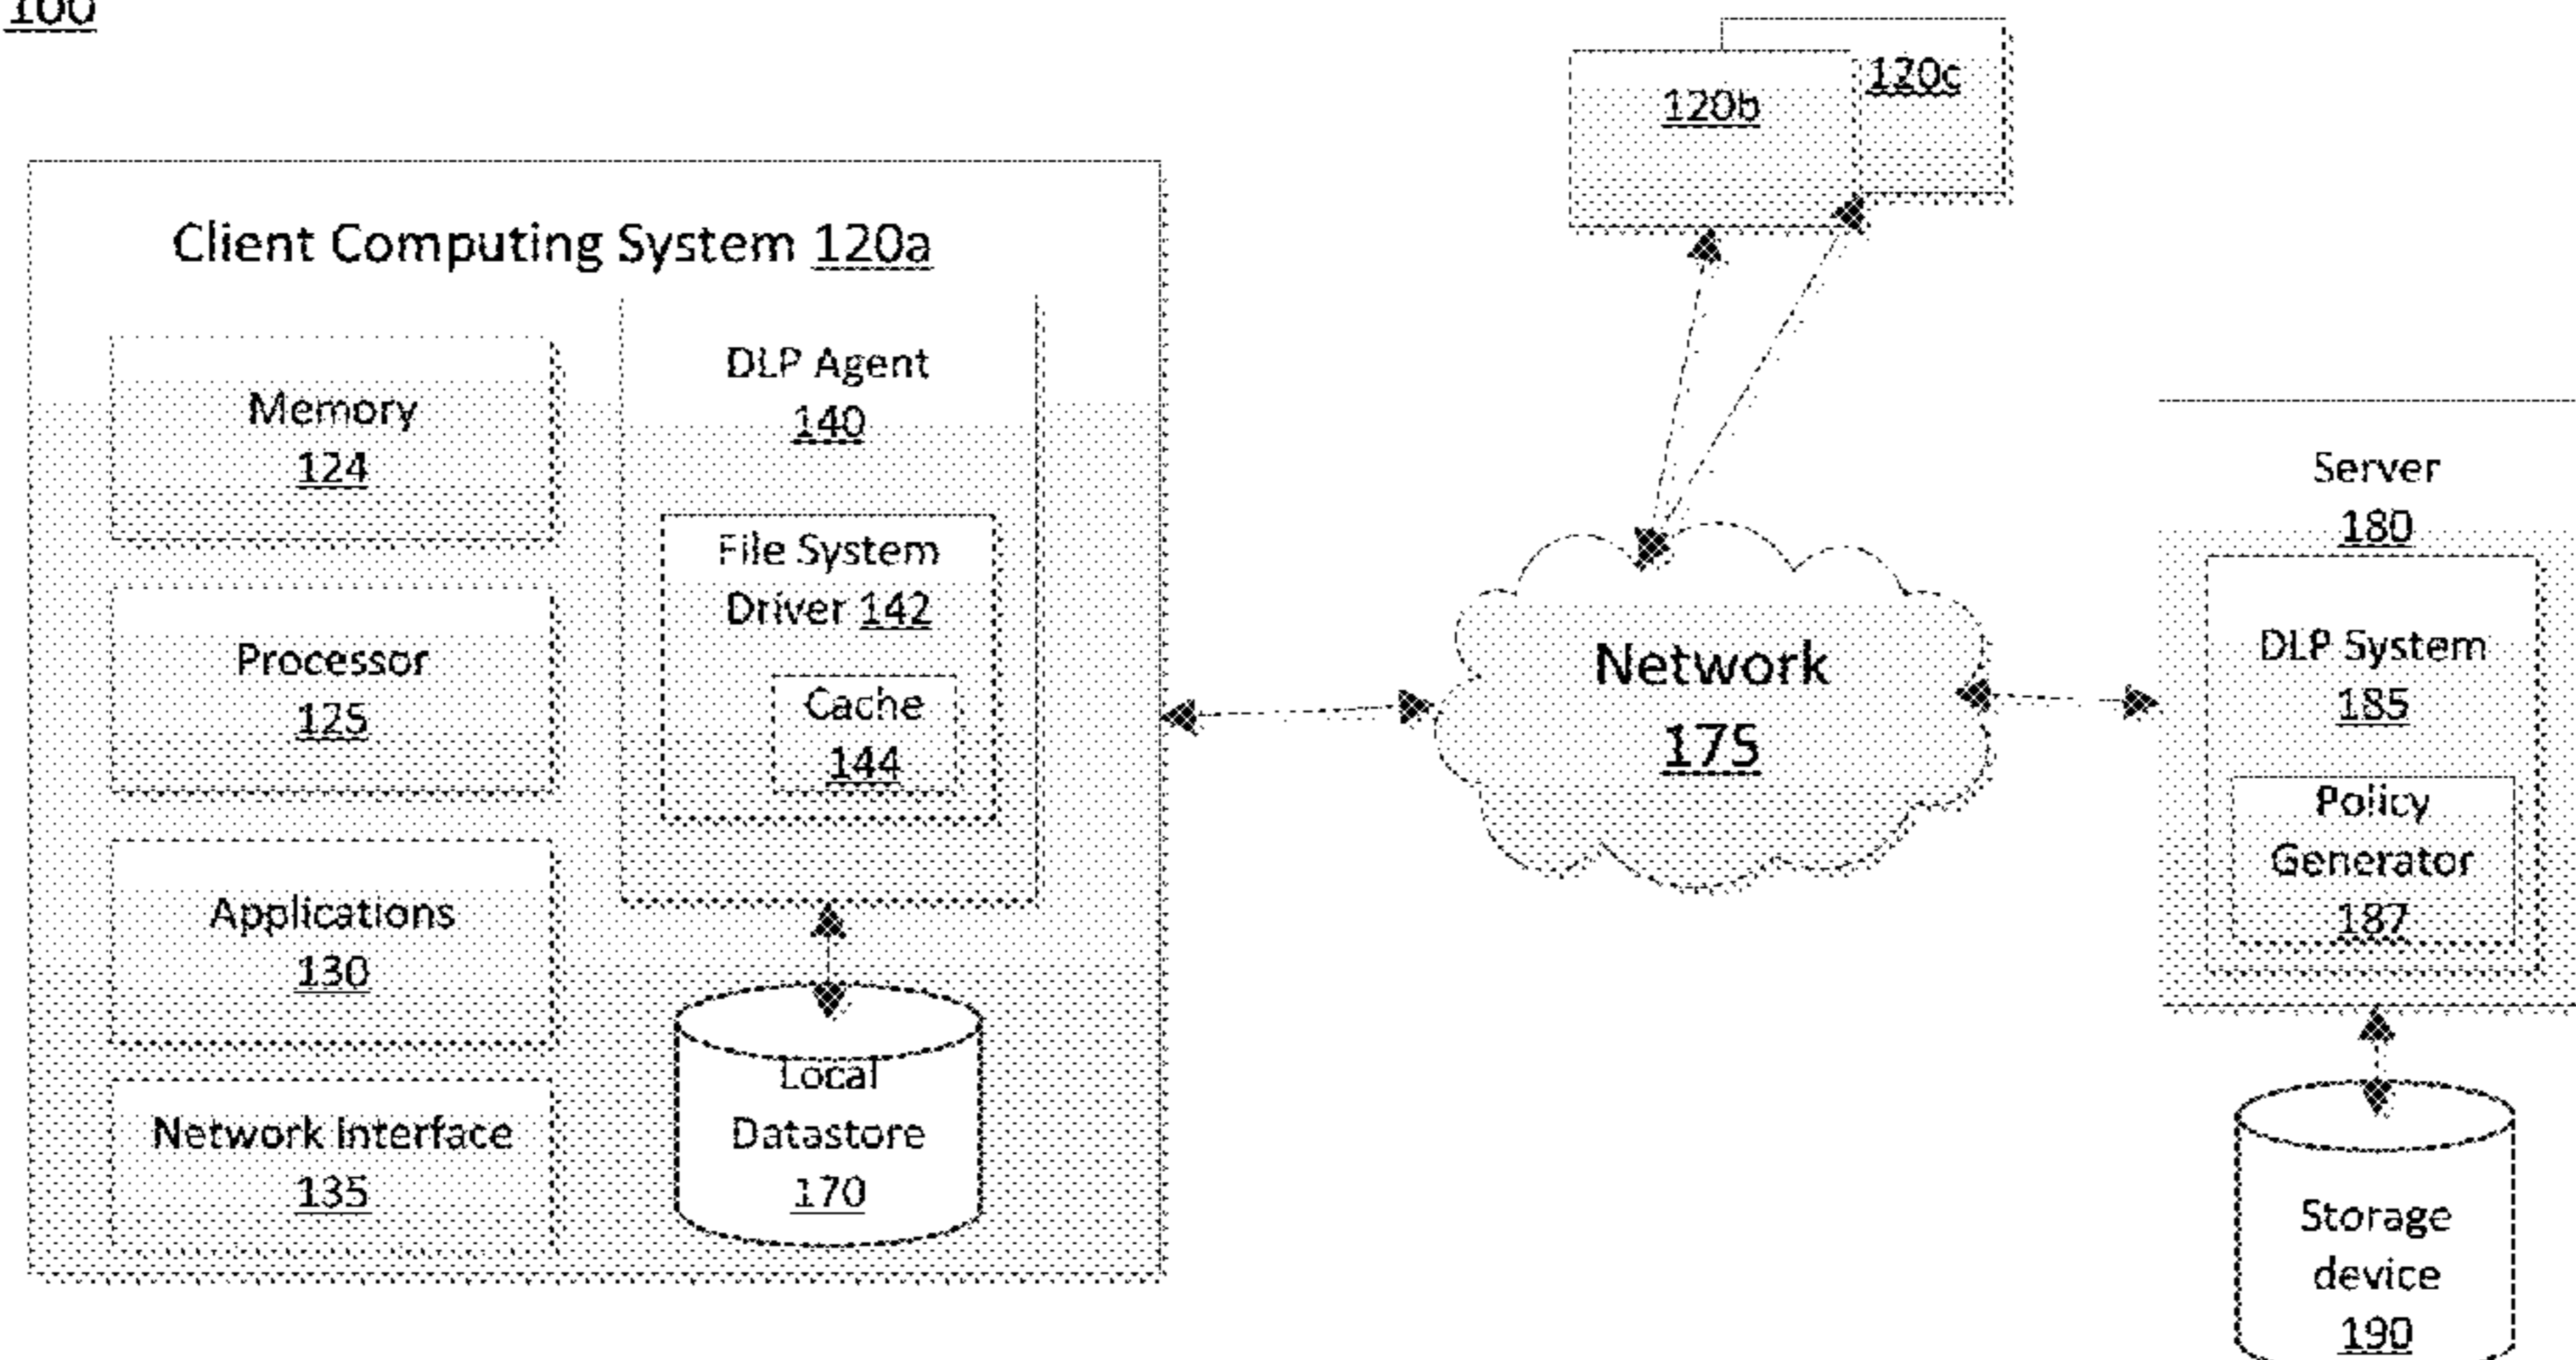 100
120b
120c
Client Computing System 120a
Memory
124
Processor
125
Applications
130
Network Interface
135
DLP Agent
140
File System
Driver 142
Cache
144
Local
Datastore
170
Network
175
Server
180
DLP System
185
Policy
Generator
187
Storage
device
190